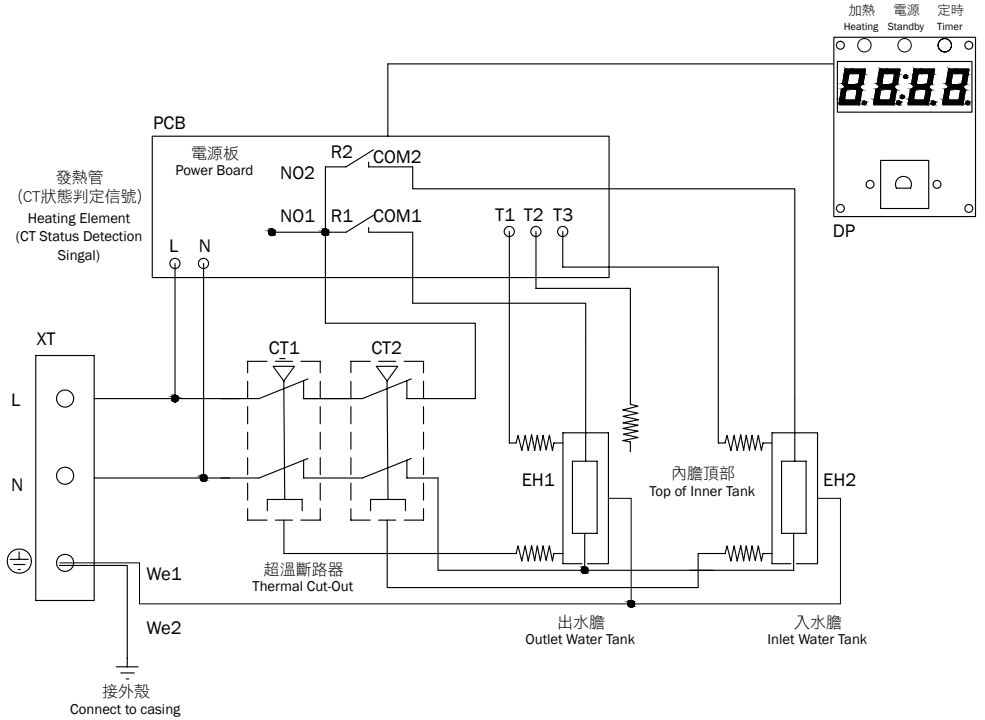 加熱 電源 定時
Heating Standby Timer
88:88.
PCB
電源板
Power Board
R2 COM2
NO2
NO1 R1 COM1
T1 T2 T3
DP
發熱管
(CT狀態判定信號)
Heating Element
(CT Status Detection
Singal)
L N
XT
CT1 CT2
L
N
EH1
內膽頂部
Top of Inner Tank
EH2
We1
超溫斷路器
Thermal Cut-Out
We2
出水膽
Outlet Water Tank
入水膽
Inlet Water Tank
接外殼
Connect to casing